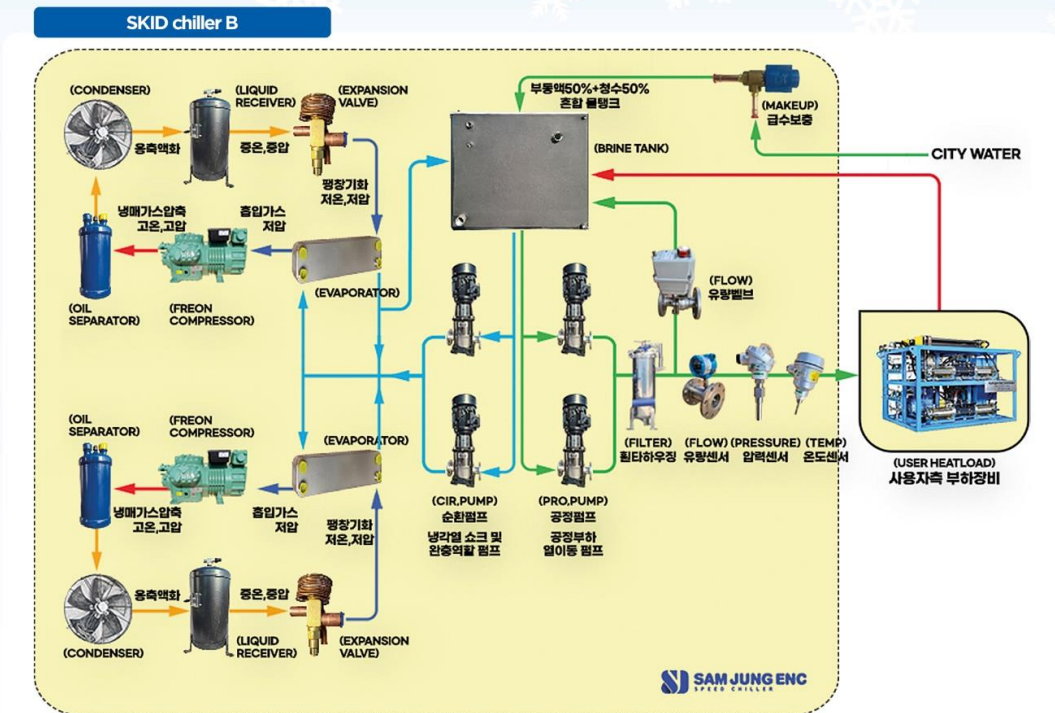 SKID chiller B
(CONDENSER)
(LIQUID
RECEIVER)
(EXPANSION
VALVE)
응축액화
중온,중압
팽창기화
저온,저압
냉매가스압축
고온,고압
흡입가스
저압
(OIL
SEPARATOR)
(FREON
COMPRESSOR)
(EVAPORATOR)
부동액50%+청수50%
혼합 물탱크
(BRINE TANK)
(MAKEUP)
급수보충
CITY WATER
(FLOW)
유량벨브
(FILTER)
휠타하우징
(FLOW)
유량센서
(PRESSURE)
압력센서
(TEMP)
온도센서
(USER HEATLOAD)
사용자측 부하장비
(CIR,PUMP)
순환펌프
냉각열 쇼크 및
완충역활 펌프
(PRO,PUMP)
공정펌프
공정부하
열이동 펌프
(OIL
SEPARATOR)
(FREON
COMPRESSOR)
(EVAPORATOR)
냉매가스압축
고온,고압
흡입가스
저압
팽창기화
저온,저압
응축액화
중온,중압
(CONDENSER)
(LIQUID
RECEIVER)
(EXPANSION
VALVE)
SAM JUNG ENC
SPEED CHILLER